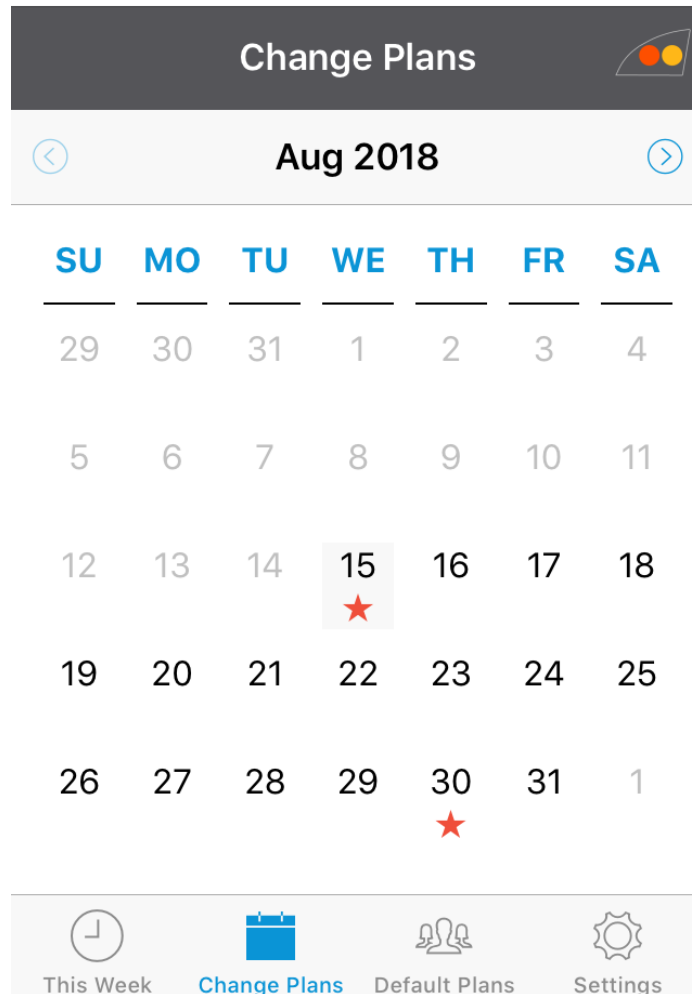 Change Plans
Aug 2018
SU MO TU WE TH FR SA
29 30 31 1 2 3 4
5 6 7 8 9 10 11
12 13 14 15 16 17 18
19 20 21 22 23 24 25
26 27 28 29 30 31 1
This Week Change Plans Default Plans Settings